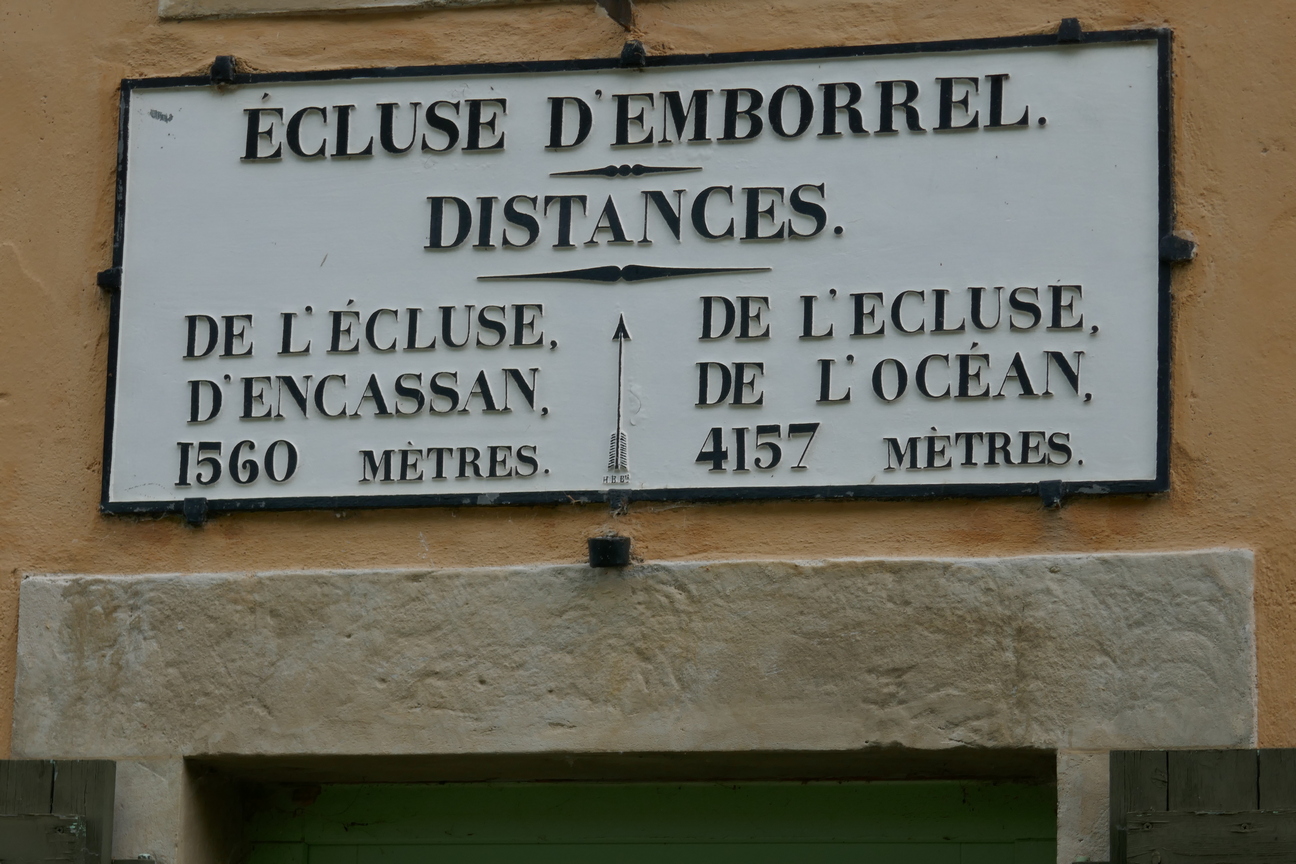 ÉCLUSE D'EMBORREL.
DISTANCES.
DE L'ÉCLUSE,
D'ENCASSAN,
1560 MÈTRES.
DE L'ECLUSE,
DE L'OCÉAN,
4157 MÈTRES.